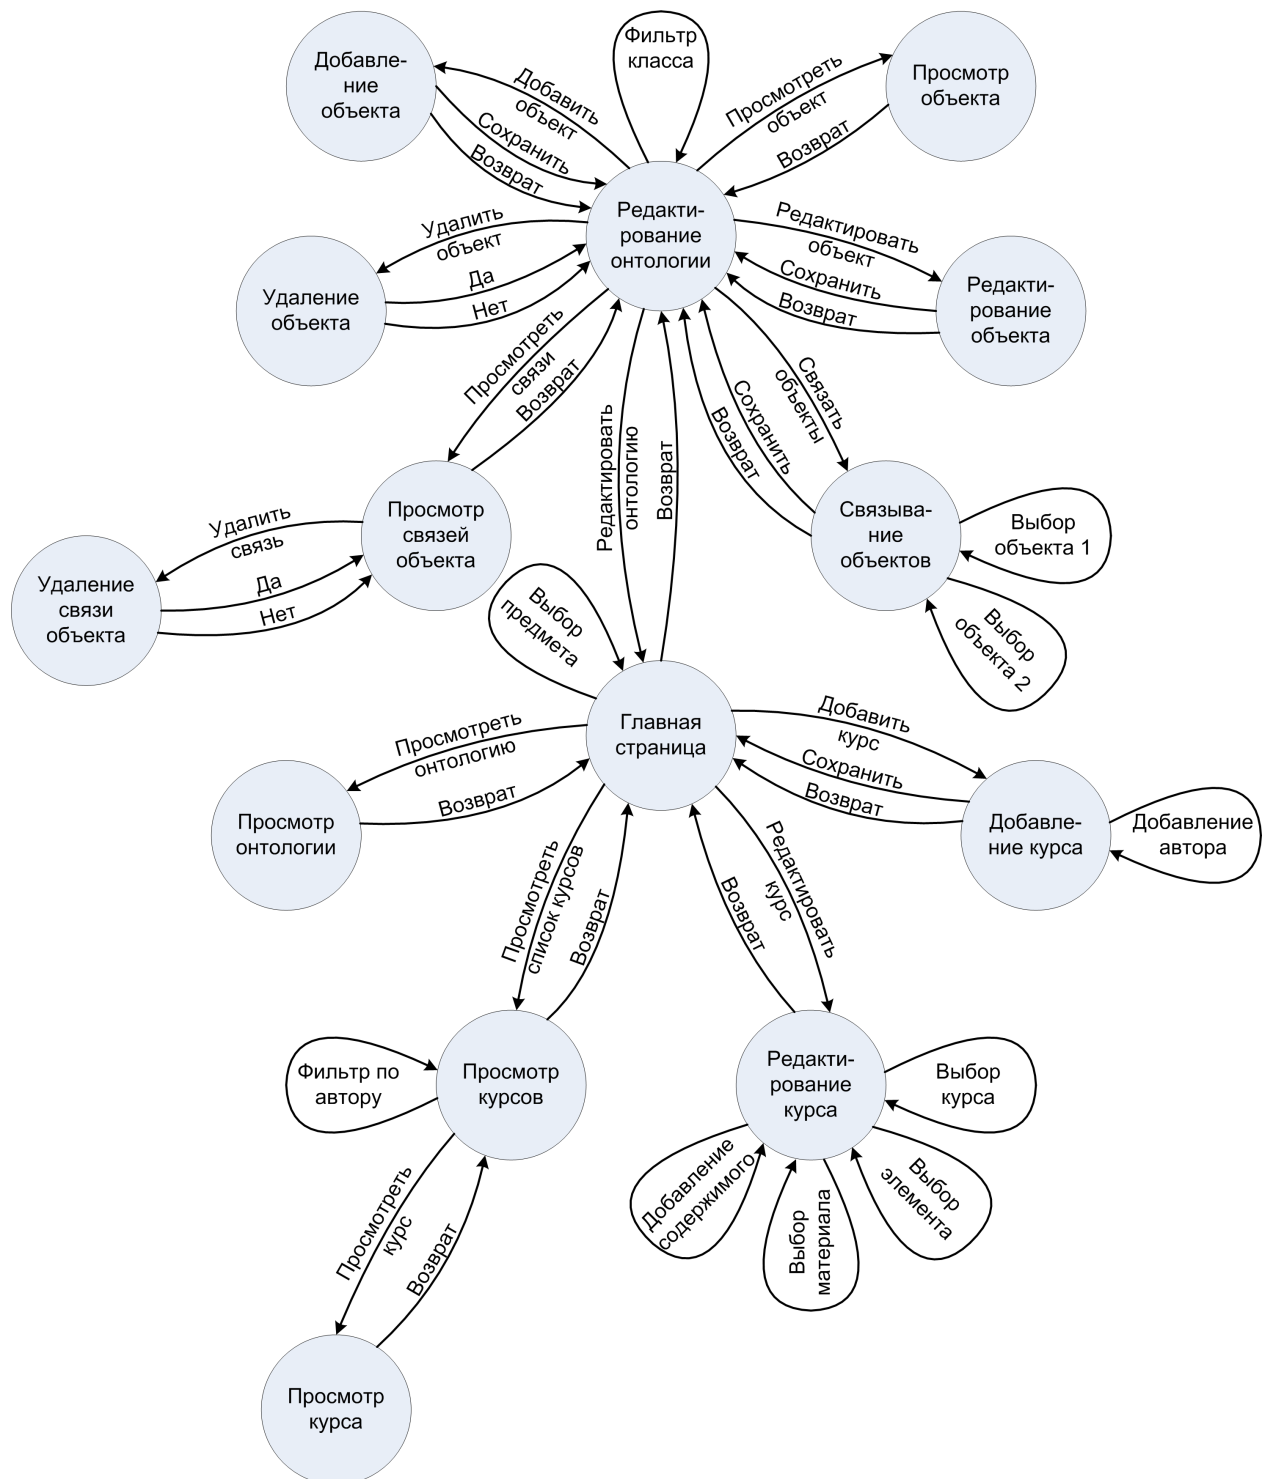 Фильтр
класса
Добавле-
ние
объекта
Добавить
объект
Сохранить
Возврат
Просмотреть
объект
Возврат
Просмотр
объекта
Редакти-
рование
онтологии
Удалить
объект
Да
Нет
Удаление
объекта
Редактировать
объект
Сохранить
Возврат
Редакти-
рование
объекта
Просмотреть
связи
Возврат
Редактировать
онтологию
Возврат
Связать
объекты
Сохранить
Возврат
Просмотр
связей
объекта
Удалить
связь
Да
Нет
Удаление
связи
объекта
Связыва-
ние
объектов
Выбор
объекта 1
Выбор
объекта 2
Выбор
предмета
Главная
страница
Просмотреть
онтологию
Возврат
Просмотр
онтологии
Добавить
курс
Сохранить
Возврат
Добавле-
ние курса
Добавление
автора
Просмотреть
список курсов
Возврат
Редактировать
курс
Возврат
Фильтр по
автору
Просмотр
курсов
Редакти-
рование
курса
Выбор
курса
Добавление
содержимого
Выбор
материала
Выбор
элемента
Просмотреть
курс
Возврат
Просмотр
курса